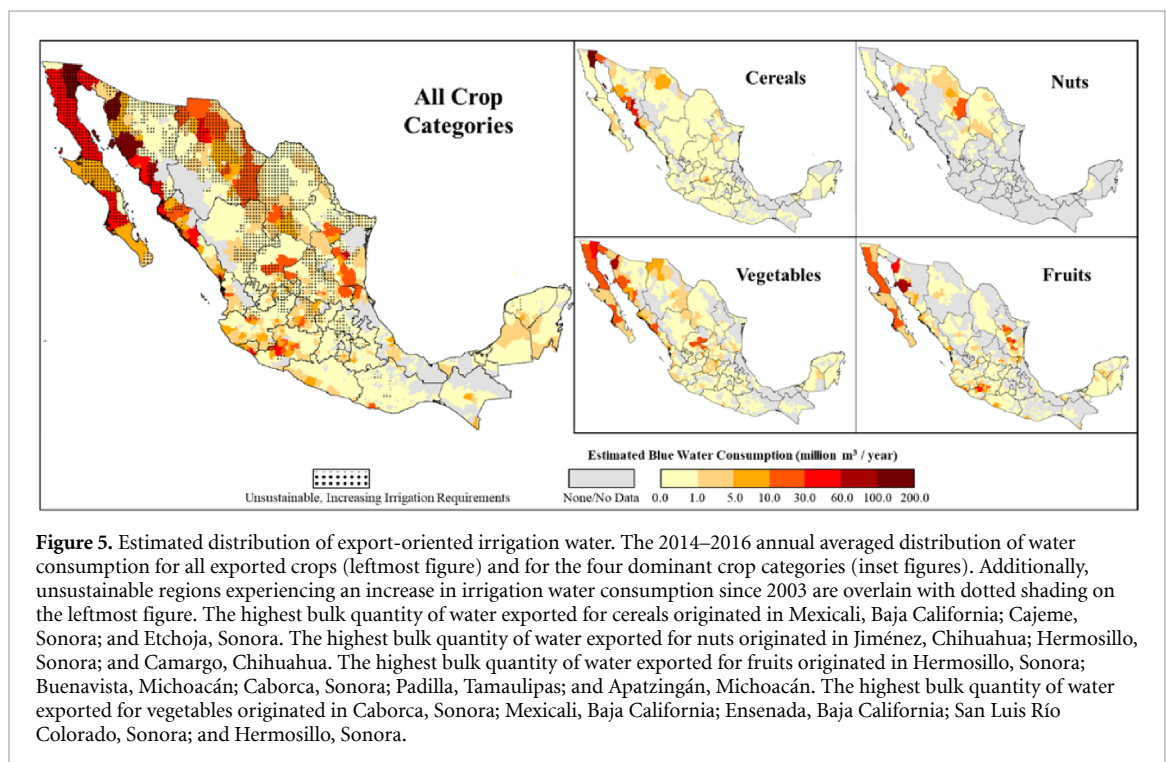 All Crop
Categories
Cereals
Nuts
Vegetables
Fruits
Estimated Blue Water Consumption (million m³ / year)
Unsustainable, Increasing Irrigation Requirements
None/No Data
0.0 1.0 5.0 10.0 30.0 60.0 100.0 200.0
Figure 5. Estimated distribution of export-oriented irrigation water. The 2014–2016 annual averaged distribution of water
consumption for all exported crops (leftmost figure) and for the four dominant crop categories (inset figures). Additionally,
unsustainable regions experiencing an increase in irrigation water consumption since 2003 are overlain with dotted shading on
the leftmost figure. The highest bulk quantity of water exported for cereals originated in Mexicali, Baja California; Cajeme,
Sonora; and Etchoja, Sonora. The highest bulk quantity of water exported for nuts originated in Jiménez, Chihuahua; Hermosillo,
Sonora; and Camargo, Chihuahua. The highest bulk quantity of water exported for fruits originated in Hermosillo, Sonora;
Buenavista, Michoacán; Caborca, Sonora; Padilla, Tamaulipas; and Apatzingán, Michoacán. The highest bulk quantity of water
exported for vegetables originated in Caborca, Sonora; Mexicali, Baja California; Ensenada, Baja California; San Luis Río
Colorado, Sonora; and Hermosillo, Sonora.